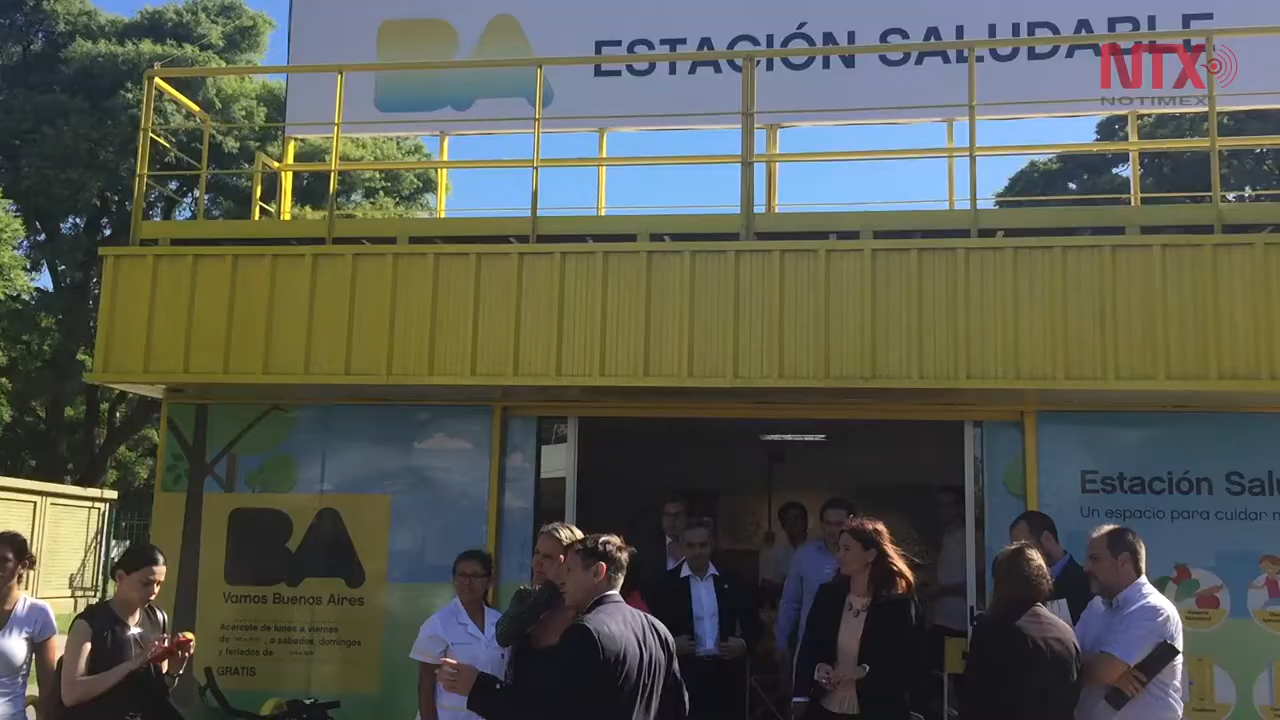 BA ESTACIÓN SALUDABLE
NTX
NOTIMEX
BA
Vamos Buenos Aires
Acercate de lunes a viernes
de , o sábados, domingos
y feriados de
GRATIS
Estación Salu
Un espacio para cuidar